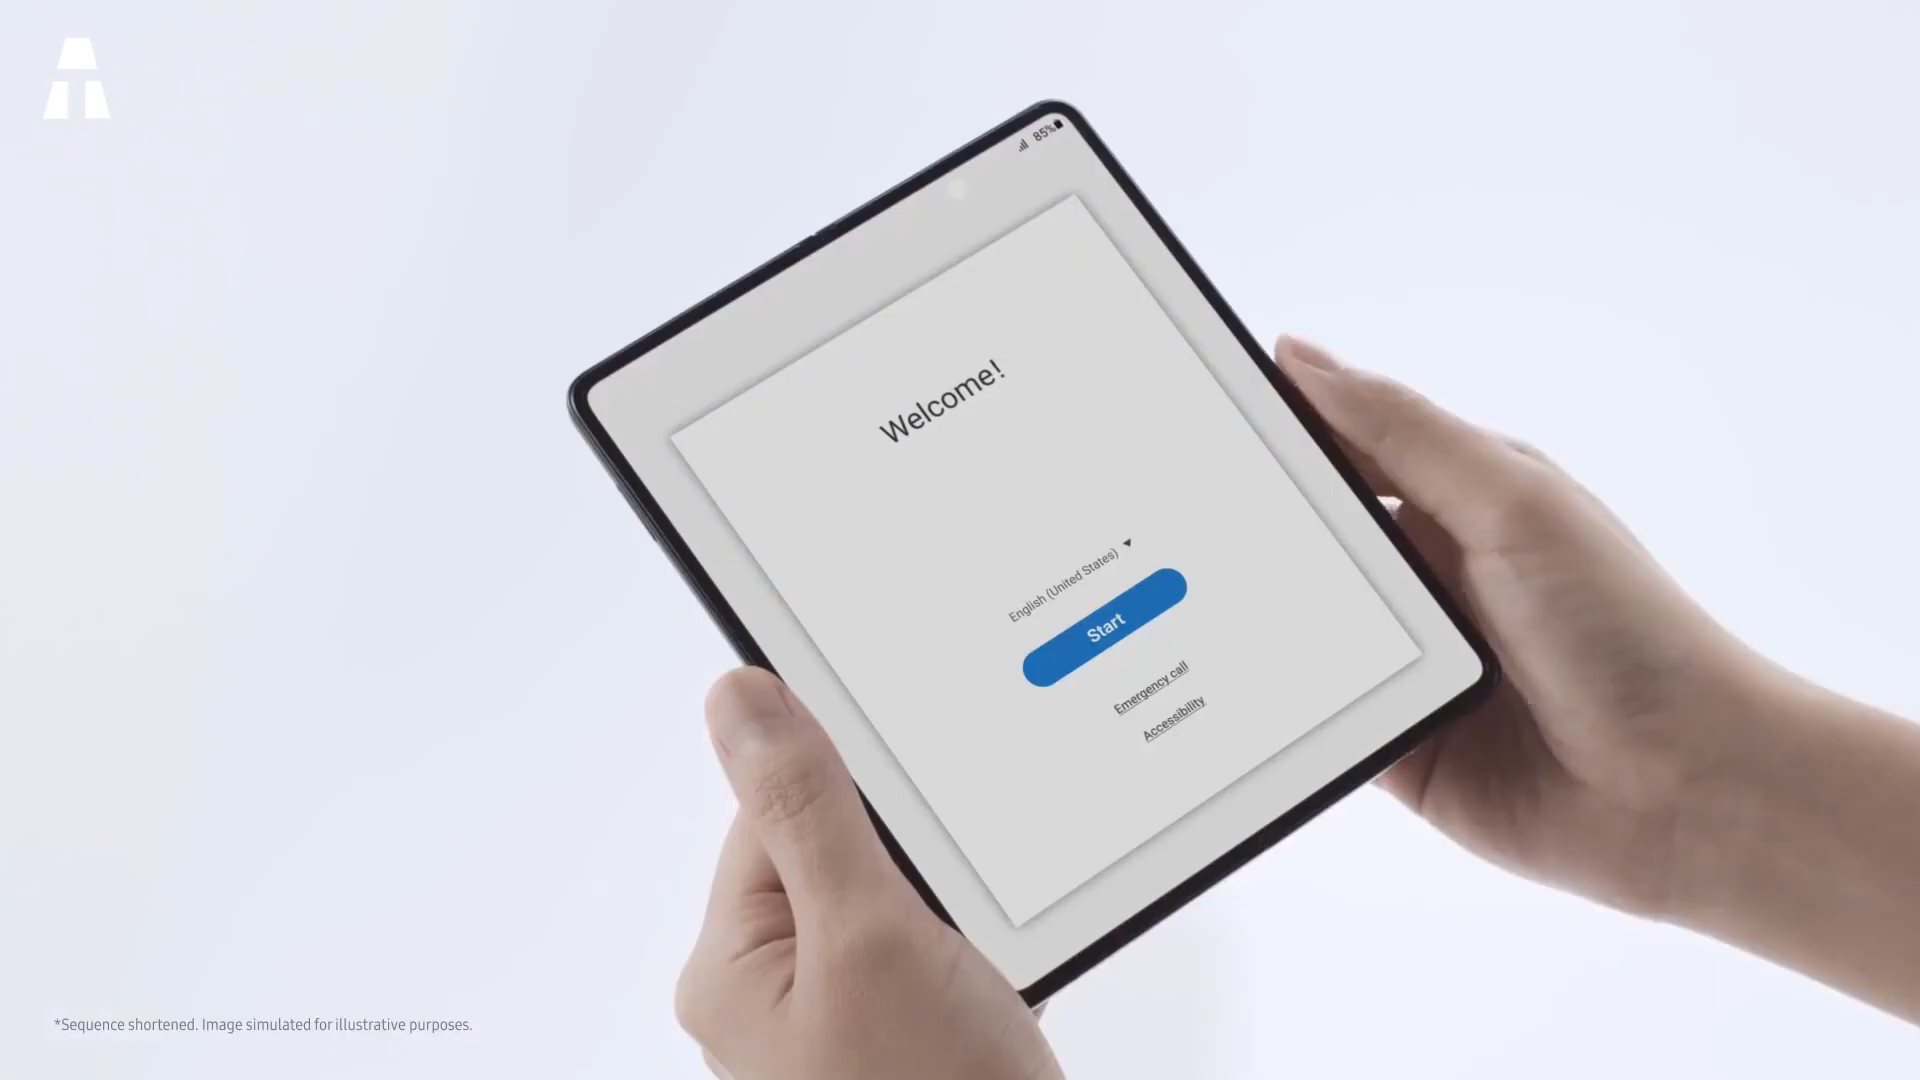 85%
Welcome!
English (United States)
Start
Emergency call
Accessibility
*Sequence shortened. Image simulated for illustrative purposes.